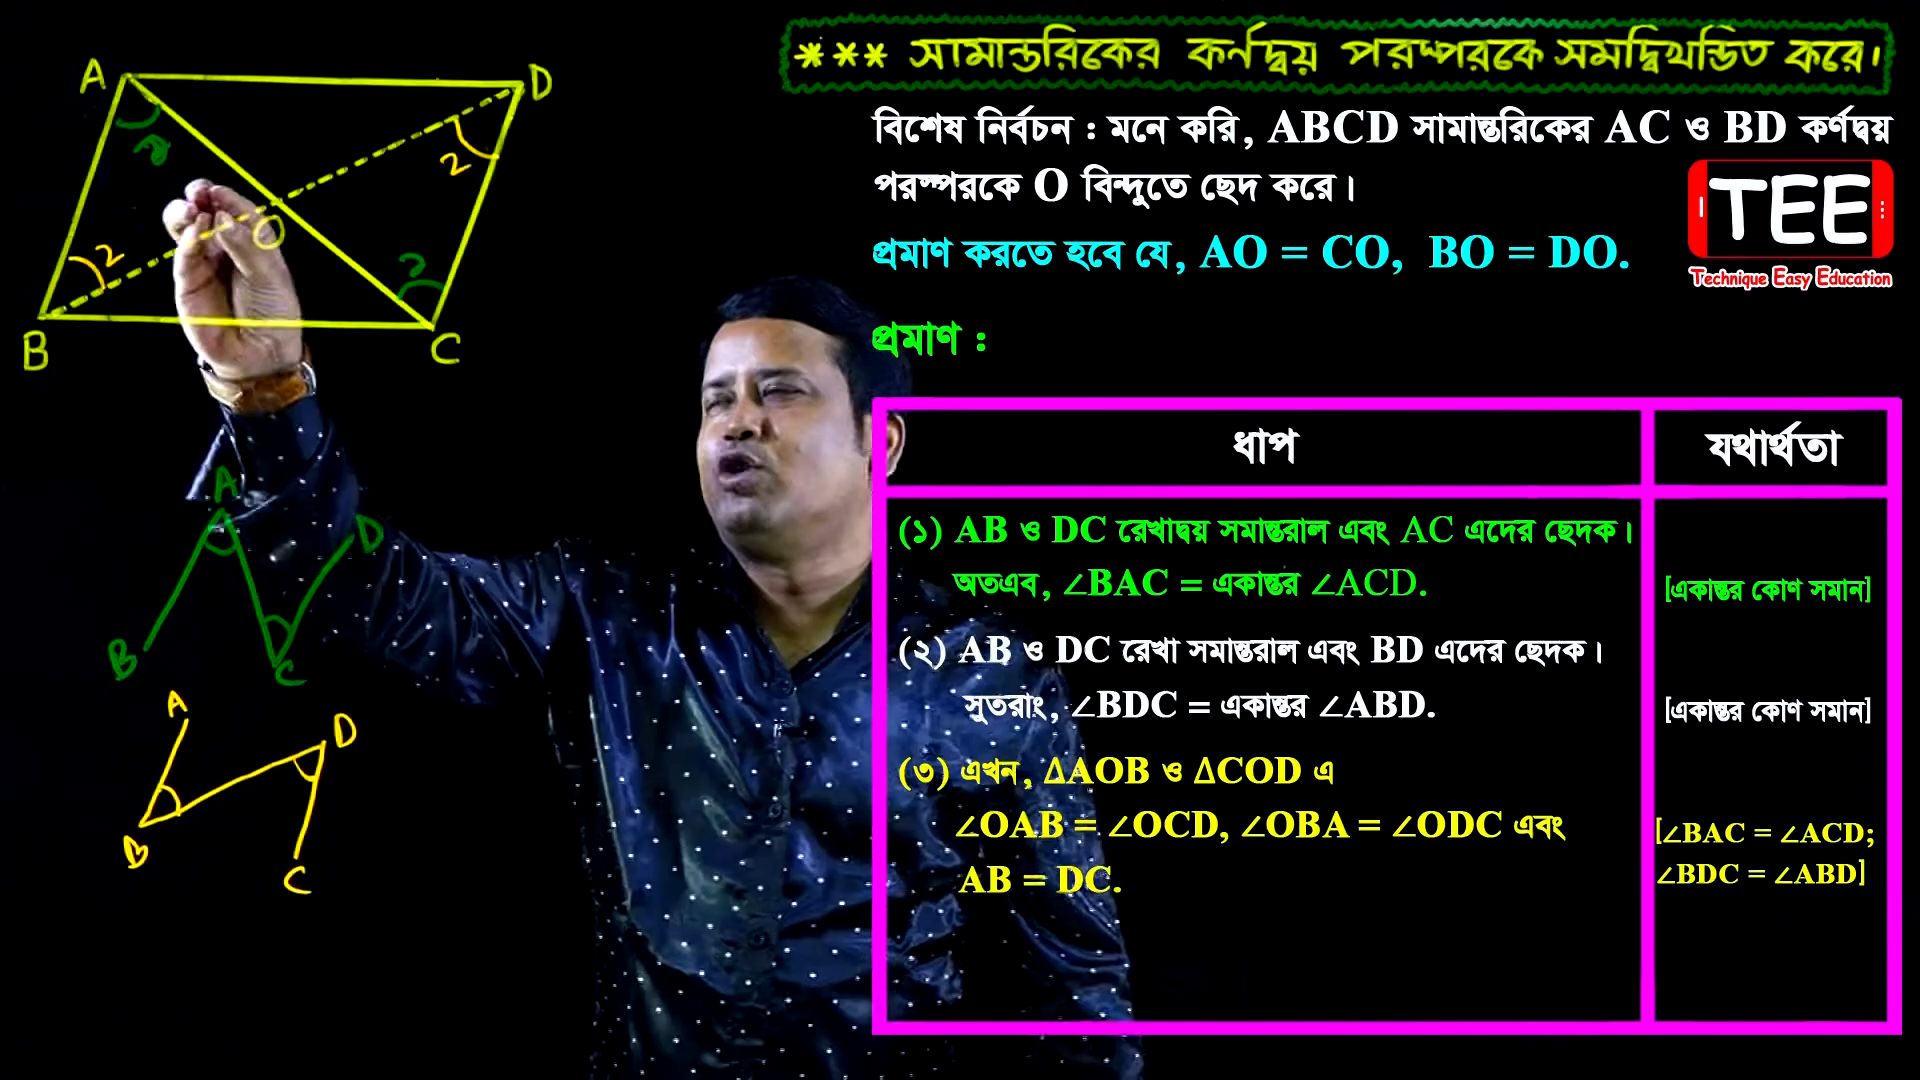 *** সামান্তরিকের কর্ণদ্বয় পরষ্পরকে সমদ্বিখন্ডিত করে।
বিশেষ নির্বচন : মনে করি, ABCD সামান্তরিকের AC ও BD কর্ণদ্বয়
পরস্পরকে O বিন্দুতে ছেদ করে।
প্রমাণ করতে হবে যে, AO = CO, BO = DO.
TEE
Technique Easy Education
প্রমাণ :
ধাপ
যথার্থতা
(১) AB ও DC রেখাদ্বয় সমান্তরাল এবং AC এদের ছেদক।
অতএব, ∠BAC = একান্তর ∠ACD.
[একান্তর কোণ সমান]
(২) AB ও DC রেখা সমান্তরাল এবং BD এদের ছেদক।
সুতরাং, ∠BDC = একান্তর ∠ABD.
[একান্তর কোণ সমান]
(৩) এখন, ΔAOB ও ΔCOD এ
∠OAB = ∠OCD, ∠OBA = ∠ODC এবং
AB = DC.
[∠BAC = ∠ACD;
∠BDC = ∠ABD]
A
D
2
O
2
B
C
A
D
B
C
A
D
B
C